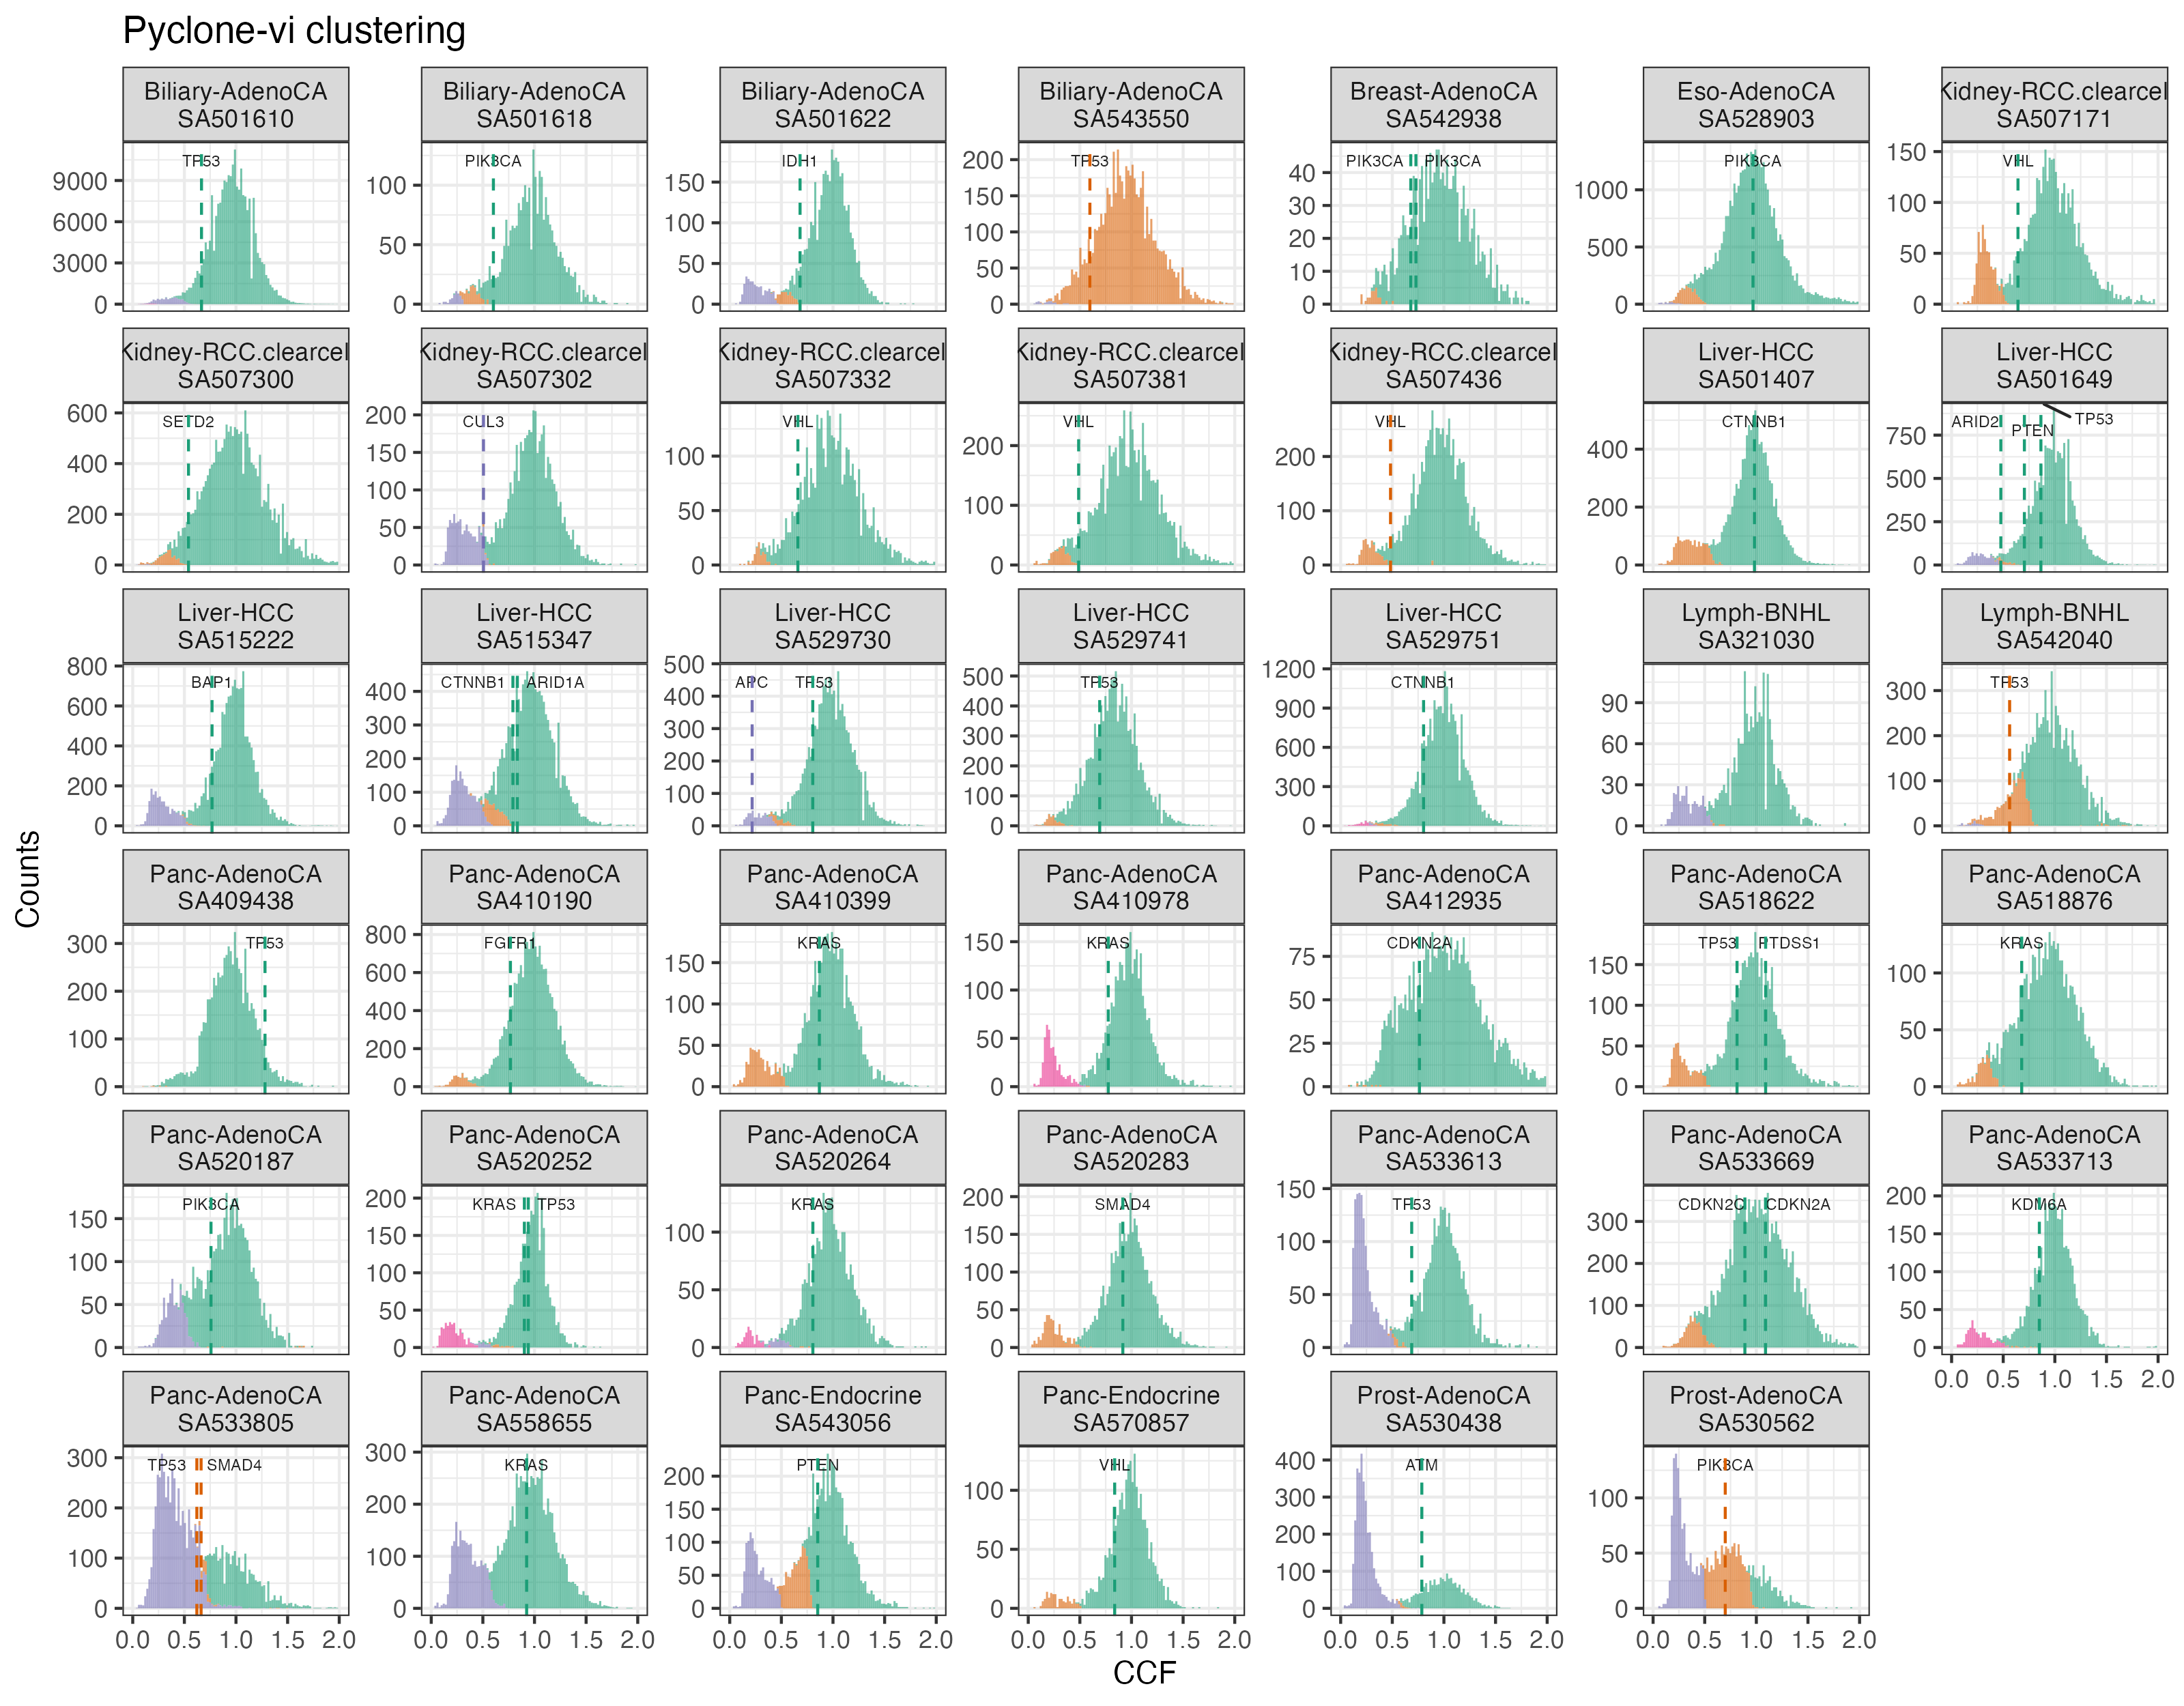 Pyclone-vi clustering
Biliary-AdenoCA Biliary-AdenoCA Biliary-AdenoCA Biliary-AdenoCA Breast-AdenoCA Eso-AdenoCA Kidney-RCC.clearcel
SA501610 SA501618 SA501622 SA543550 SA542938 SA528903 SA507171
TP53 PIK3CA IDH1 TP53 PIK3CA PIK3CA PIK3CA VHL
9000 6000 3000 0
100 50 0
150 100 50 0
200 150 100 50 0
40 30 20 10 0
1000 500 0
150 100 50 0
Kidney-RCC.clearcel Kidney-RCC.clearcel Kidney-RCC.clearcel Kidney-RCC.clearcel Kidney-RCC.clearcel Liver-HCC Liver-HCC
SA507300 SA507302 SA507332 SA507381 SA507436 SA501407 SA501649
SETD2 CUL3 VHL VHL VHL CTNNB1 ARID2 PTEN TP53
600 400 200 0
200 150 100 50 0
100 50 0
200 100 0
200 100 0
400 200 0
750 500 250 0
Liver-HCC Liver-HCC Liver-HCC Liver-HCC Liver-HCC Lymph-BNHL Lymph-BNHL
SA515222 SA515347 SA529730 SA529741 SA529751 SA321030 SA542040
BAP1 CTNNB1 ARID1A APC TP53 TP53 CTNNB1 TP53
800 600 400 200 0
400 300 200 100 0
500 400 300 200 100 0
500 400 300 200 100 0
1200 900 600 300 0
90 60 30 0
300 200 100 0
Counts
Panc-AdenoCA Panc-AdenoCA Panc-AdenoCA Panc-AdenoCA Panc-AdenoCA Panc-AdenoCA Panc-AdenoCA
SA409438 SA410190 SA410399 SA410978 SA412935 SA518622 SA518876
TP53 FGFR1 KRAS KRAS CDKN2A TP53 PTDSS1 KRAS
300 200 100 0
800 600 400 200 0
150 100 50 0
150 100 50 0
75 50 25 0
150 100 50 0
100 50 0
Panc-AdenoCA Panc-AdenoCA Panc-AdenoCA Panc-AdenoCA Panc-AdenoCA Panc-AdenoCA Panc-AdenoCA
SA520187 SA520252 SA520264 SA520283 SA533613 SA533669 SA533713
PIK3CA KRAS TP53 KRAS SMAD4 TP53 CDKN2C CDKN2A KDM6A
150 100 50 0
200 150 100 50 0
100 50 0
200 150 100 50 0
150 100 50 0
300 200 100 0
200 150 100 50 0
0.0 0.5 1.0 1.5 2.0
Panc-AdenoCA Panc-AdenoCA Panc-Endocrine Panc-Endocrine Prost-AdenoCA Prost-AdenoCA
SA533805 SA558655 SA543056 SA570857 SA530438 SA530562
TP53 SMAD4 KRAS PTEN VHL ATM PIK3CA
300 200 100 0
300 200 100 0
200 150 100 50 0
100 50 0
400 300 200 100 0
100 50 0
0.0 0.5 1.0 1.5 2.0 0.0 0.5 1.0 1.5 2.0 0.0 0.5 1.0 1.5 2.0 0.0 0.5 1.0 1.5 2.0 0.0 0.5 1.0 1.5 2.0 0.0 0.5 1.0 1.5 2.0
CCF